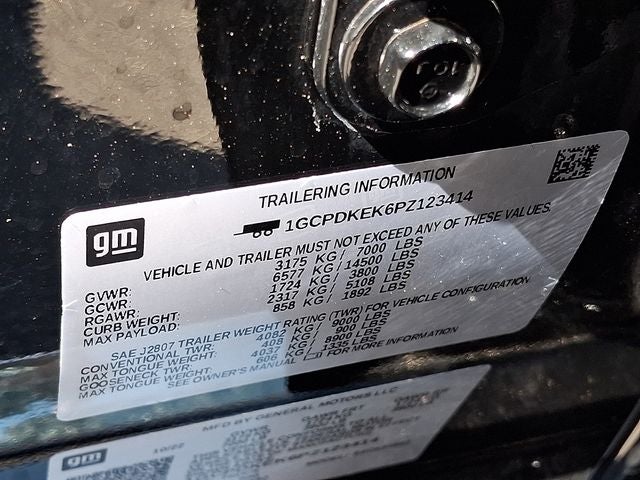 TRAILERING INFORMATION
gm
1GCPDKEK6PZ123414
VEHICLE AND TRAILER MUST NOT EXCEED ANY OF THESE VALUES.
GVWR: 3175 KG / 7000 LBS
GCWR: 6577 KG / 14500 LBS
RGAWR: 1724 KG / 3800 LBS
CURB WEIGHT: 2317 KG / 5108 LBS
MAX PAYLOAD: 858 KG / 1892 LBS
SAE J2807 TRAILER WEIGHT RATING (TWR) FOR VEHICLE CONFIGURATION
CONVENTIONAL TWR: 4082 KG / 9000 LBS
MAX TONGUE WEIGHT: 408 KG / 900 LBS
GOOSENECK TWR: 4037 KG / 8900 LBS
MAX TONGUE WEIGHT: 606 KG / 1335 LBS
SEE OWNER'S MANUAL FOR MORE INFORMATION
gm
10/22
MFD BY GENERAL MOTORS LLC